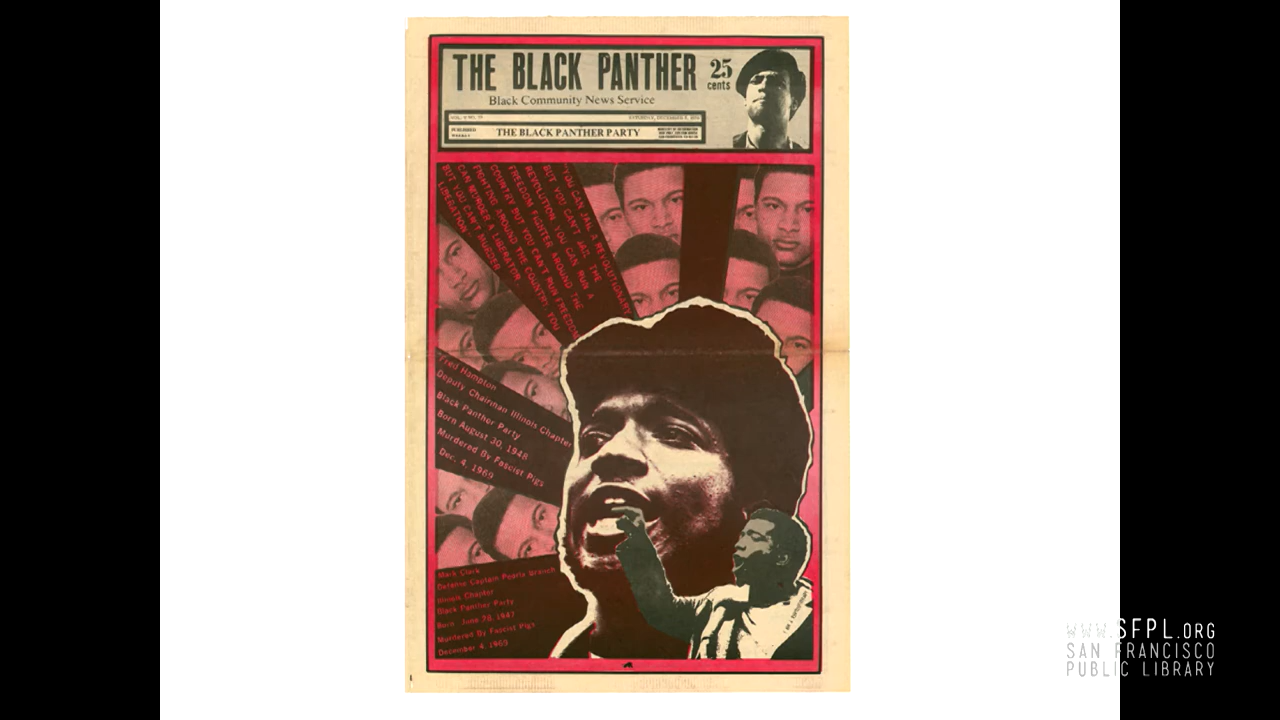 THE BLACK PANTHER
25
cents
Black Community News Service
PUBLISHED
WEEKLY
THE BLACK PANTHER PARTY
"YOU CAN JAIL A REVOLUTIONARY
BUT YOU CAN'T JAIL THE
REVOLUTION YOU CAN RUN A
FREEDOM FIGHTER AROUND THE
COUNTRY BUT YOU CAN'T RUN FREEDOM
FIGHTING AROUND THE COUNTRY. YOU
CAN MURDER A LIBERATOR,
BUT YOU CAN'T MURDER
LIBERATION
Fred Hampton
Deputy Chairman Illinois Chapter
Black Panther Party
Born August 30, 1948
Murdered By Fascist Pigs
Dec. 4, 1969
Mark Clark
Defense Captain Peoria Branch
Illinois Chapter
Black Panther Party
Born June 28, 1947
Murdered By Fascist Pigs
December 4, 1969
WWW.SFPL.ORG
SAN FRANCISCO
PUBLIC LIBRARY